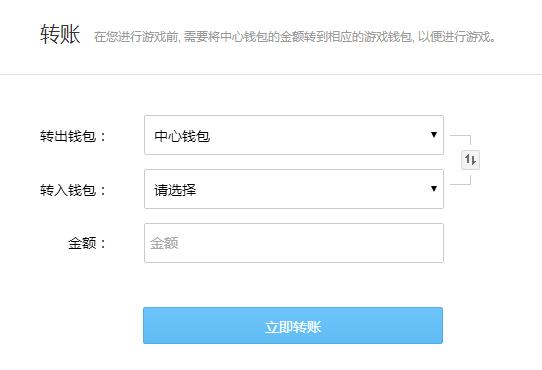 转账 在您进行游戏前, 需要将中心钱包的金额转到相应的游戏钱包, 以便进行游戏。
转出钱包： 中心钱包
转入钱包： 请选择
金额： 金额
立即转账